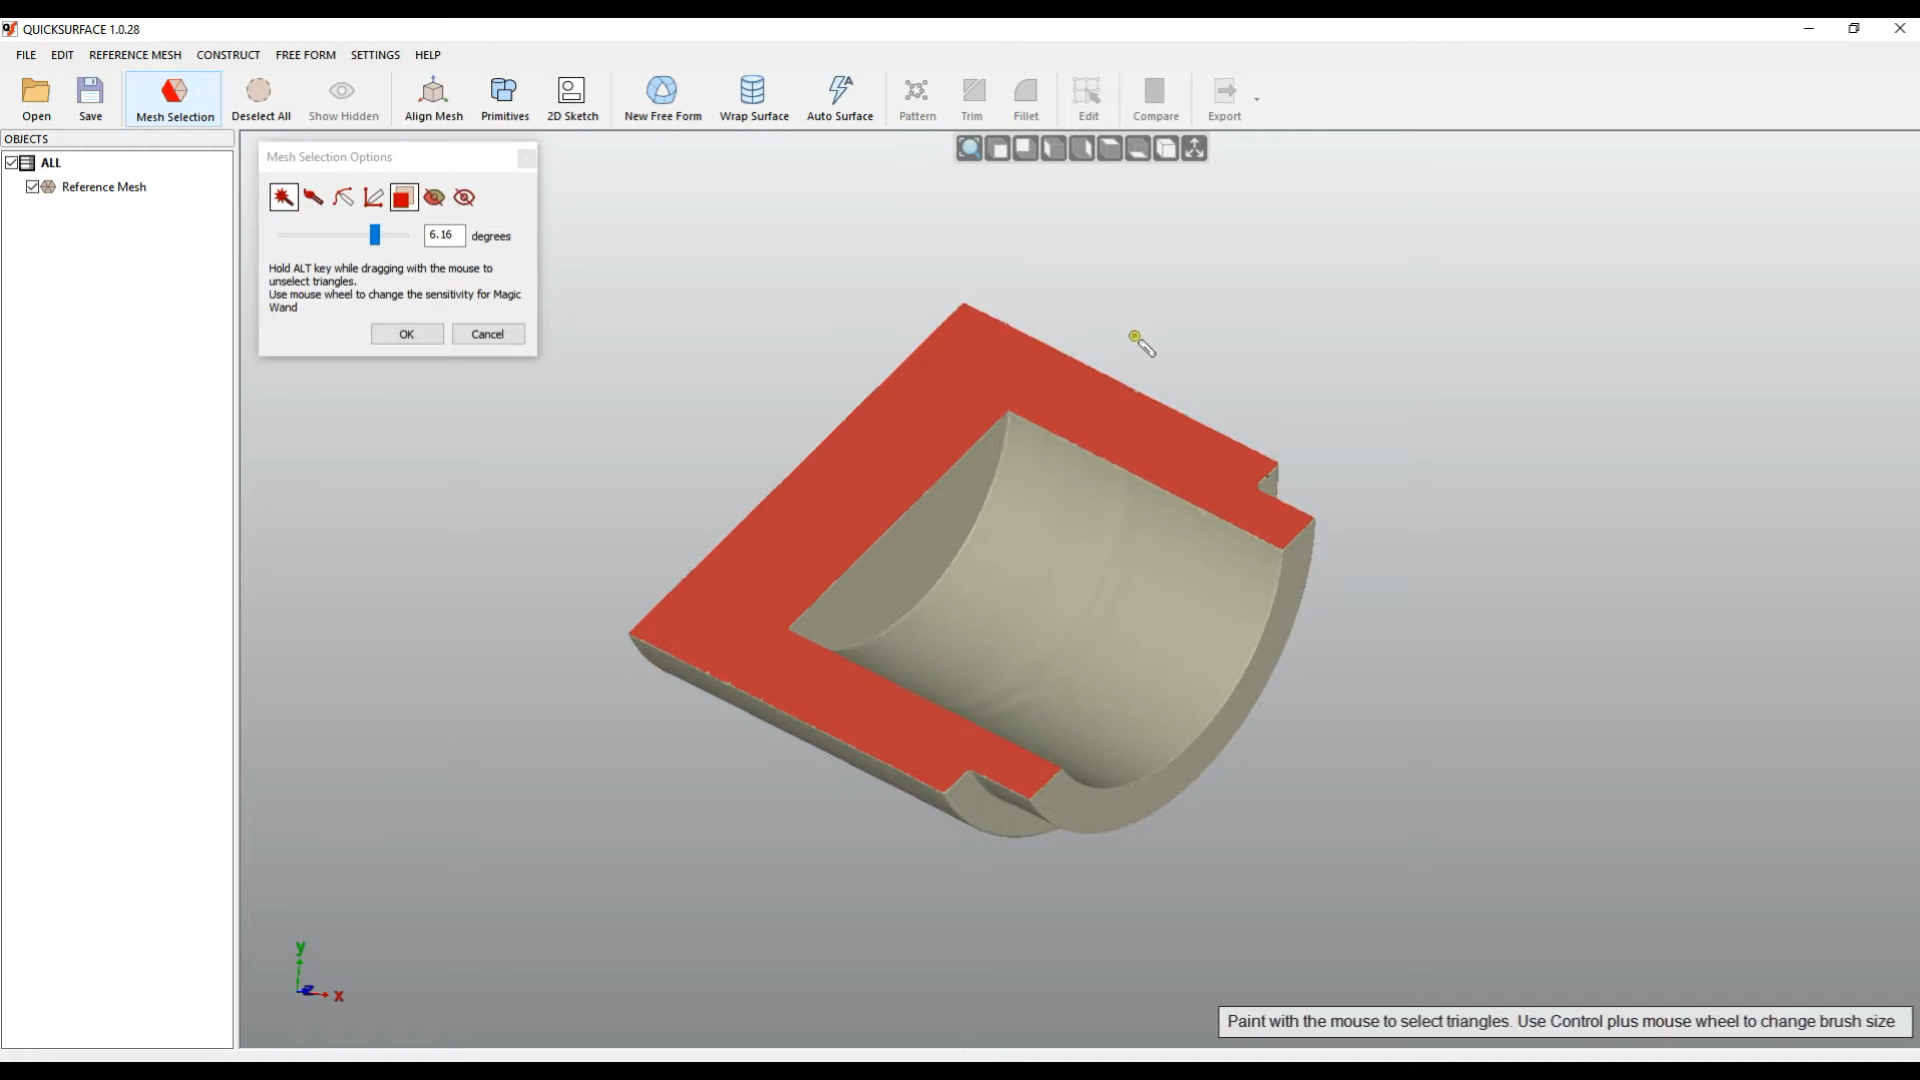 QUICKSURFACE 1.0.28
FILE EDIT REFERENCE MESH CONSTRUCT FREE FORM SETTINGS HELP
Open Save Mesh Selection Deselect All Show Hidden Align Mesh Primitives 2D Sketch New Free Form Wrap Surface Auto Surface Pattern Trim Fillet Edit Compare Export
OBJECTS
ALL
Reference Mesh
Mesh Selection Options
6.16 degrees
Hold ALT key while dragging with the mouse to
unselect triangles.
Use mouse wheel to change the sensitivity for Magic
Wand
OK Cancel
y
z x
Paint with the mouse to select triangles. Use Control plus mouse wheel to change brush size